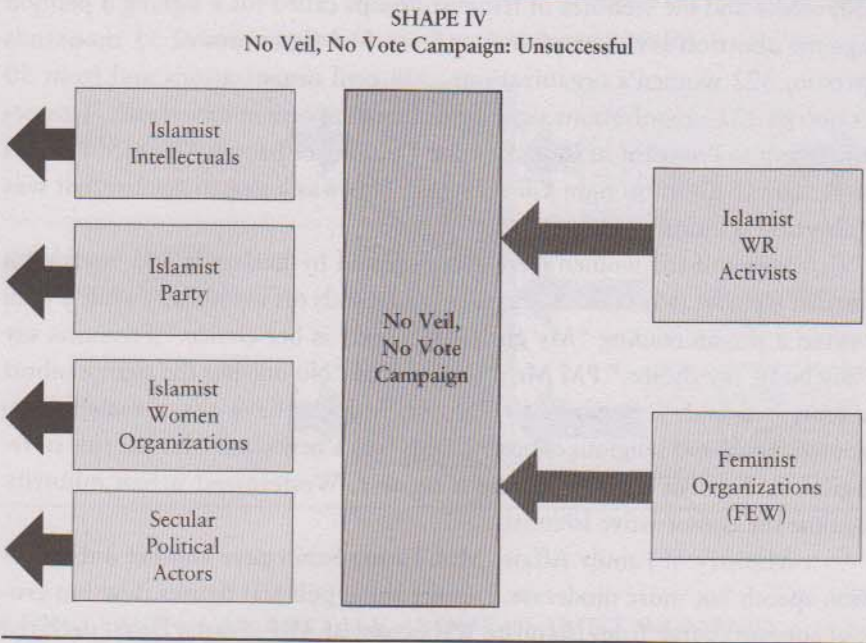 SHAPE IV
No Veil, No Vote Campaign: Unsuccessful
Islamist
Intellectuals
Islamist
Party
Islamist
Women
Organizations
Secular
Political
Actors
No Veil,
No Vote
Campaign
Islamist
WR
Activists
Feminist
Organizations
(FEW)